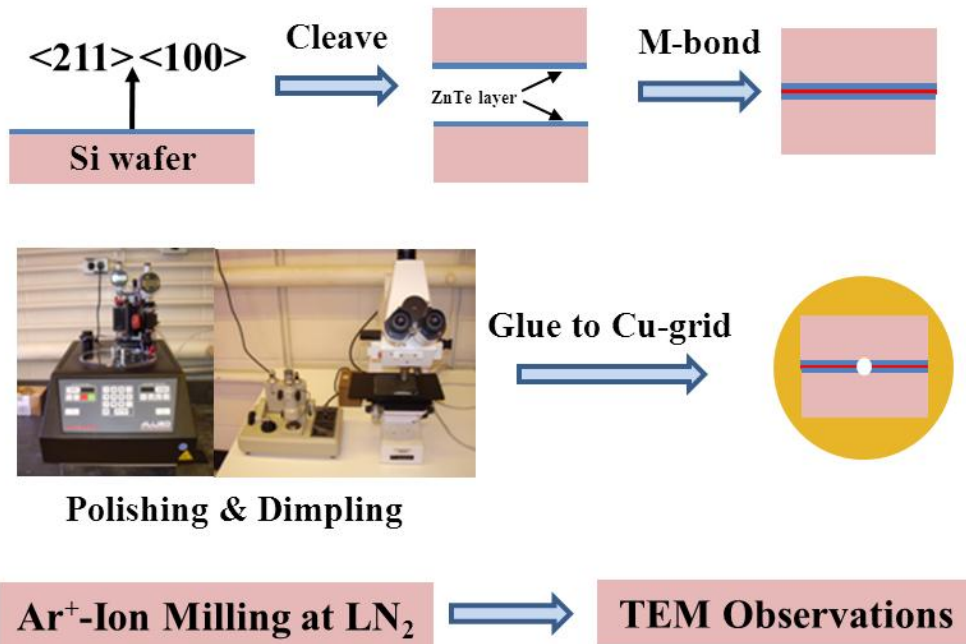 Cleave
M-bond
<211> <100>
ZnTe layer
Si wafer
Glue to Cu-grid
Polishing & Dimpling
Ar⁺-Ion Milling at LN₂
TEM Observations